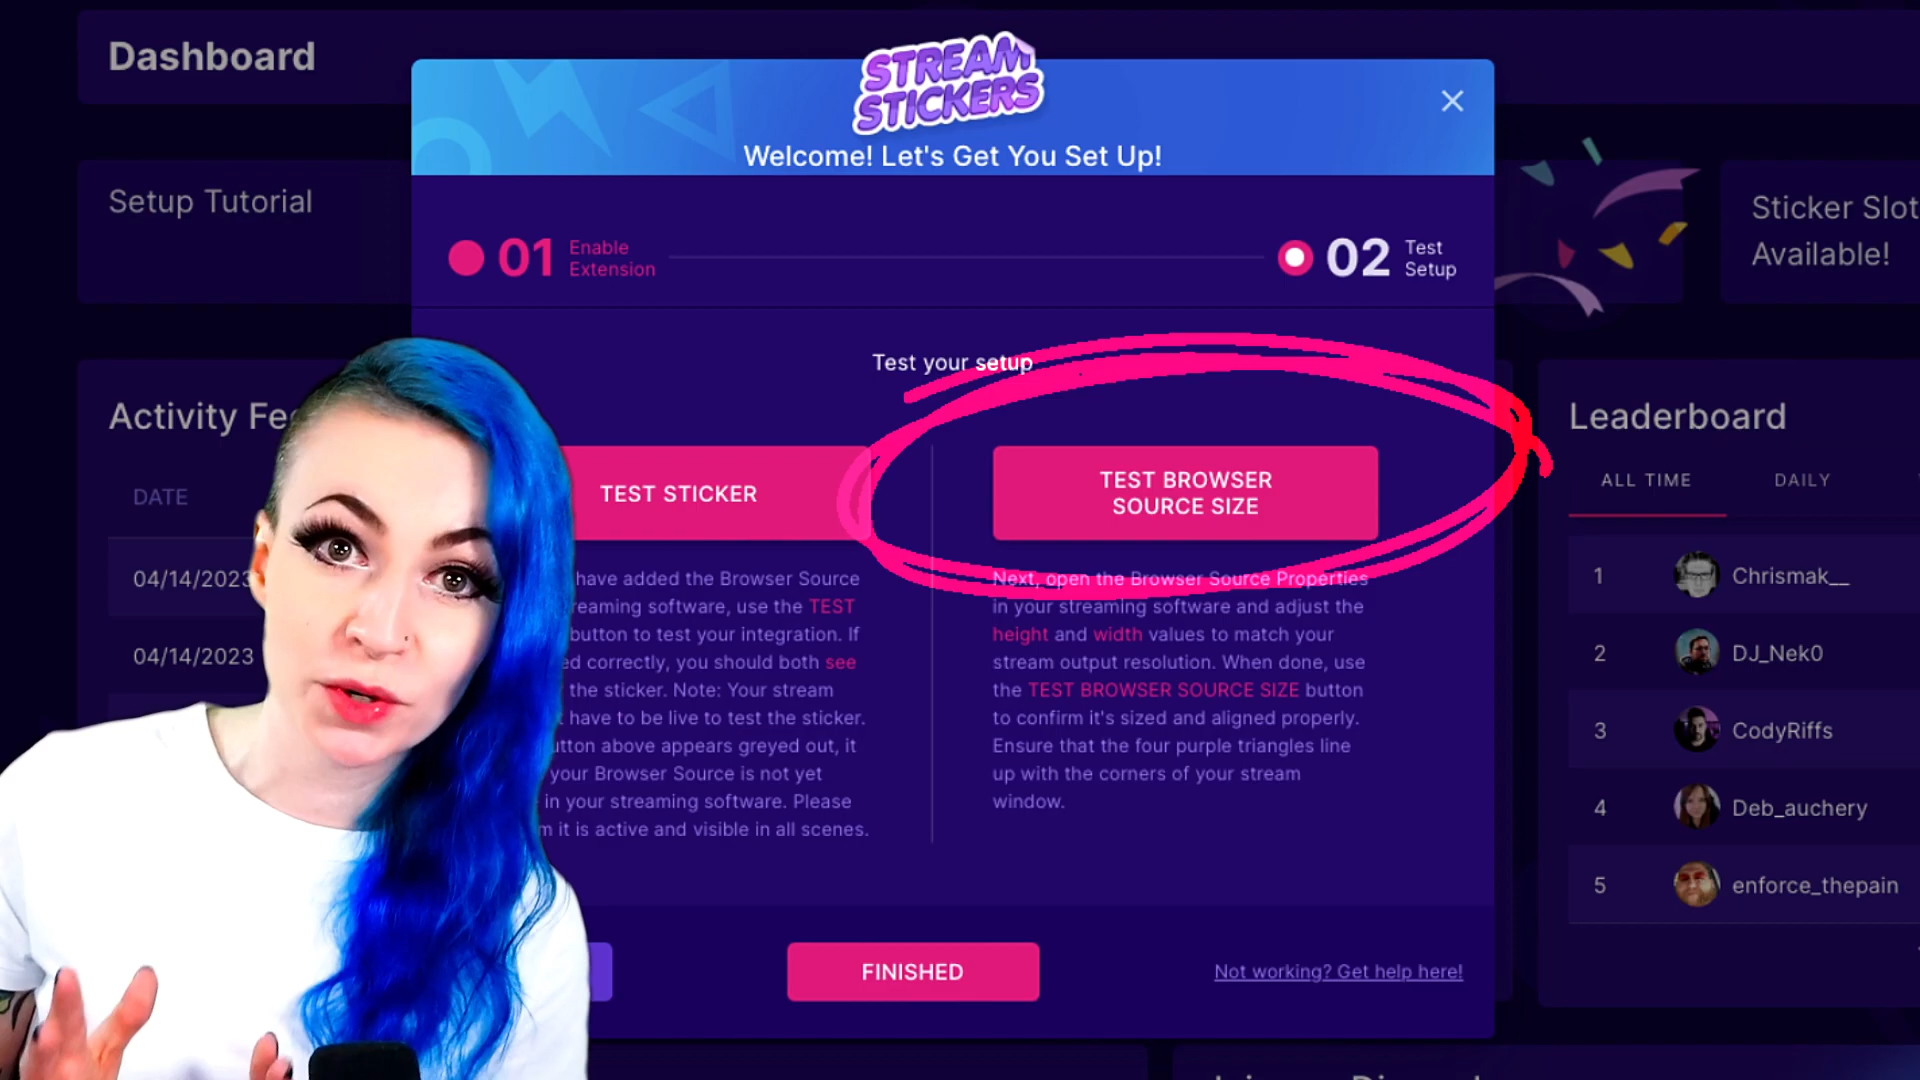 Dashboard
STREAM
STICKERS
Welcome! Let's Get You Set Up!
Setup Tutorial
Sticker Slot
Available!
01 Enable
Extension
02 Test
Setup
Test your setup
Activity Fe
DATE
04/14/2023
04/14/2023
TEST STICKER
have added the Browser Source
reaming software, use the TEST
button to test your integration. If
ed correctly, you should both see
the sticker. Note: Your stream
have to be live to test the sticker.
tton above appears greyed out, it
your Browser Source is not yet
in your streaming software. Please
m it is active and visible in all scenes.
TEST BROWSER
SOURCE SIZE
Next, open the Browser Source Properties
in your streaming software and adjust the
height and width values to match your
stream output resolution. When done, use
the TEST BROWSER SOURCE SIZE button
to confirm it's sized and aligned properly.
Ensure that the four purple triangles line
up with the corners of your stream
window.
FINISHED
Not working? Get help here!
Leaderboard
ALL TIME DAILY
1 Chrismak__
2 DJ_Nek0
3 CodyRiffs
4 Deb_auchery
5 enforce_thepain